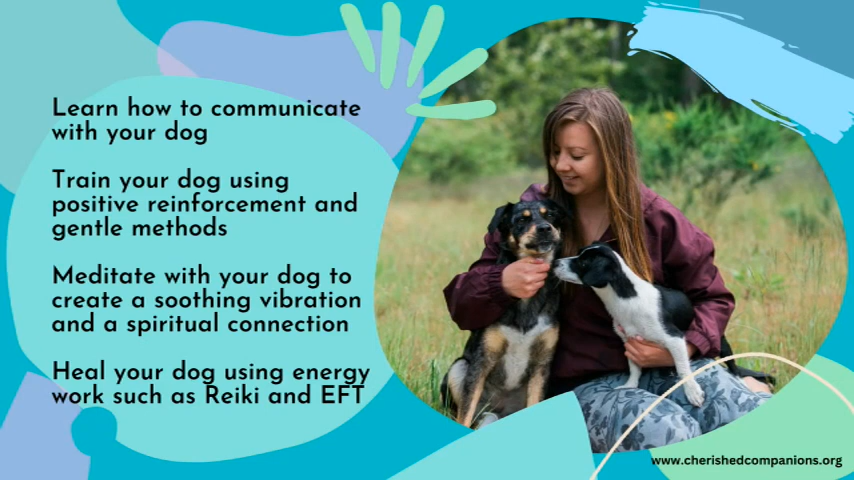 Learn how to communicate
with your dog
Train your dog using
positive reinforcement and
gentle methods
Meditate with your dog to
create a soothing vibration
and a spiritual connection
Heal your dog using energy
work such as Reiki and EFT
www.cherishedcompanions.org